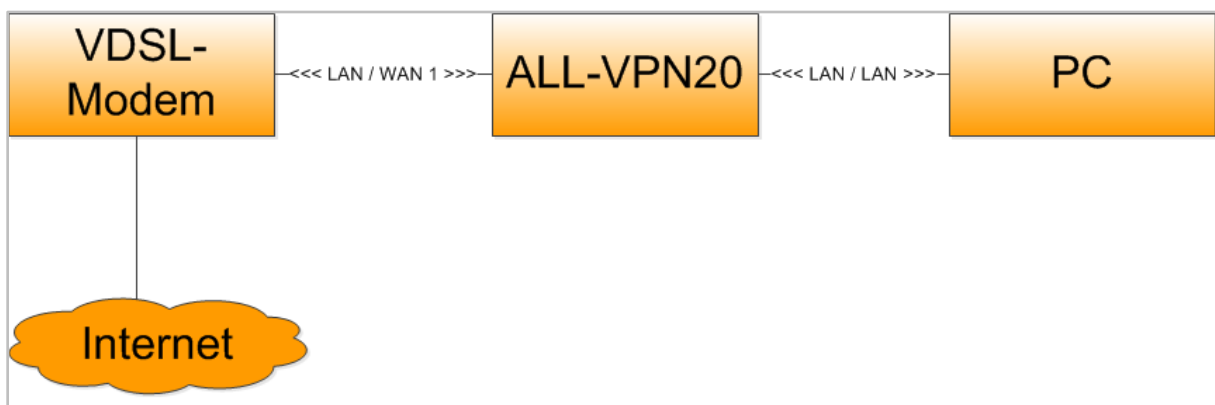 VDSL-
Modem
<<< LAN / WAN 1 >>>
ALL-VPN20
<<< LAN / LAN >>>
PC
Internet